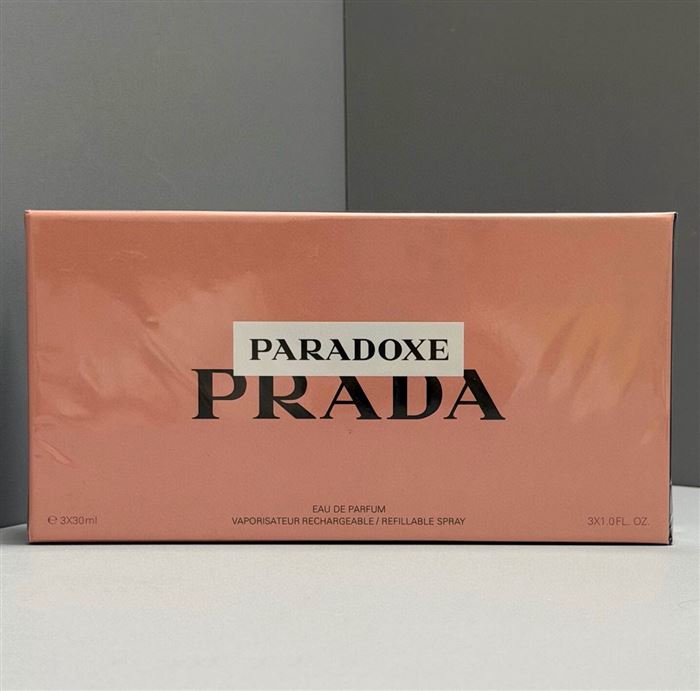 PARADOXE
PRADA
EAU DE PARFUM
℮ 3X30ml VAPORISATEUR RECHARGEABLE / REFILLABLE SPRAY 3X1.0 FL. OZ.